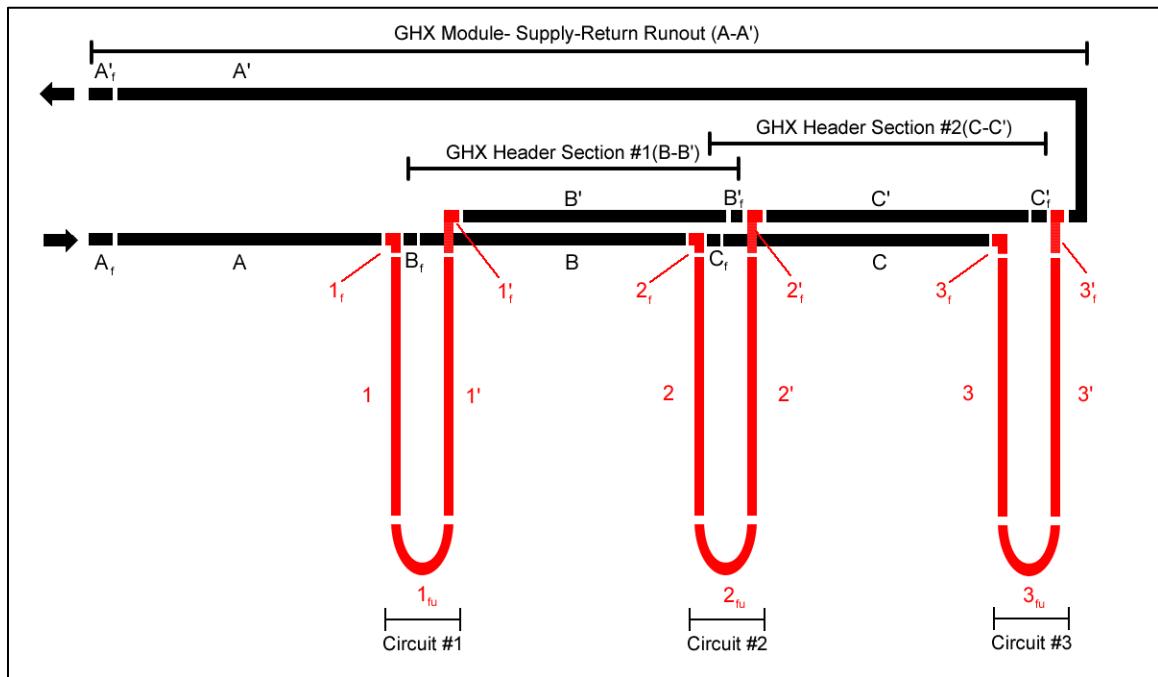 GHX Module- Supply-Return Runout (A-A')
A'f A'
GHX Header Section #2(C-C')
GHX Header Section #1(B-B')
B' B'f C' C'f
Af A Bf B Cf C
1f 1'f 2f 2'f 3f 3'f
1 1' 2 2' 3 3'
1fu 2fu 3fu
Circuit #1 Circuit #2 Circuit #3